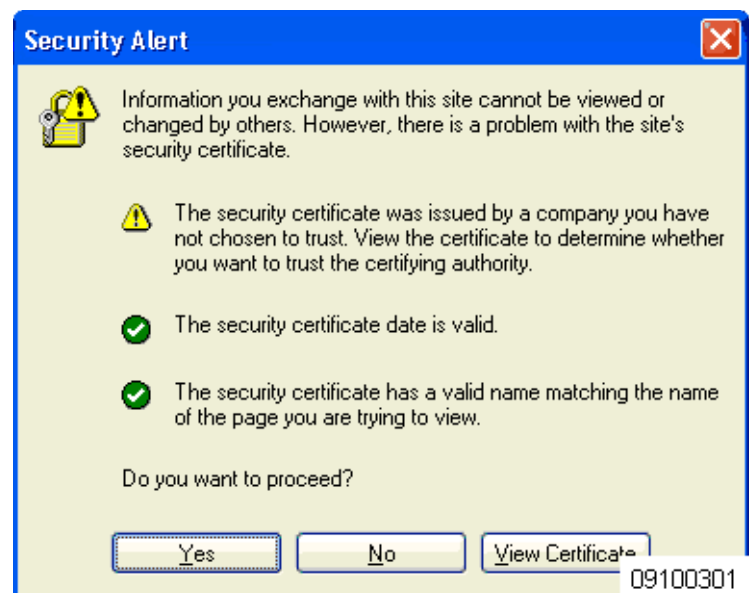 Security Alert
Information you exchange with this site cannot be viewed or
changed by others. However, there is a problem with the site's
security certificate.
The security certificate was issued by a company you have
not chosen to trust. View the certificate to determine whether
you want to trust the certifying authority.
The security certificate date is valid.
The security certificate has a valid name matching the name
of the page you are trying to view.
Do you want to proceed?
Yes No View Certificate
09100301